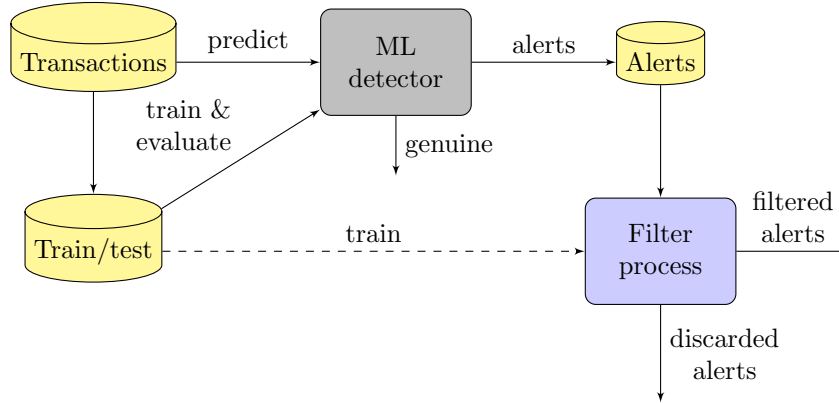 predict
ML
detector
alerts
Transactions
Alerts
train &
evaluate
genuine
Train/test
train
Filter
process
filtered
alerts
discarded
alerts